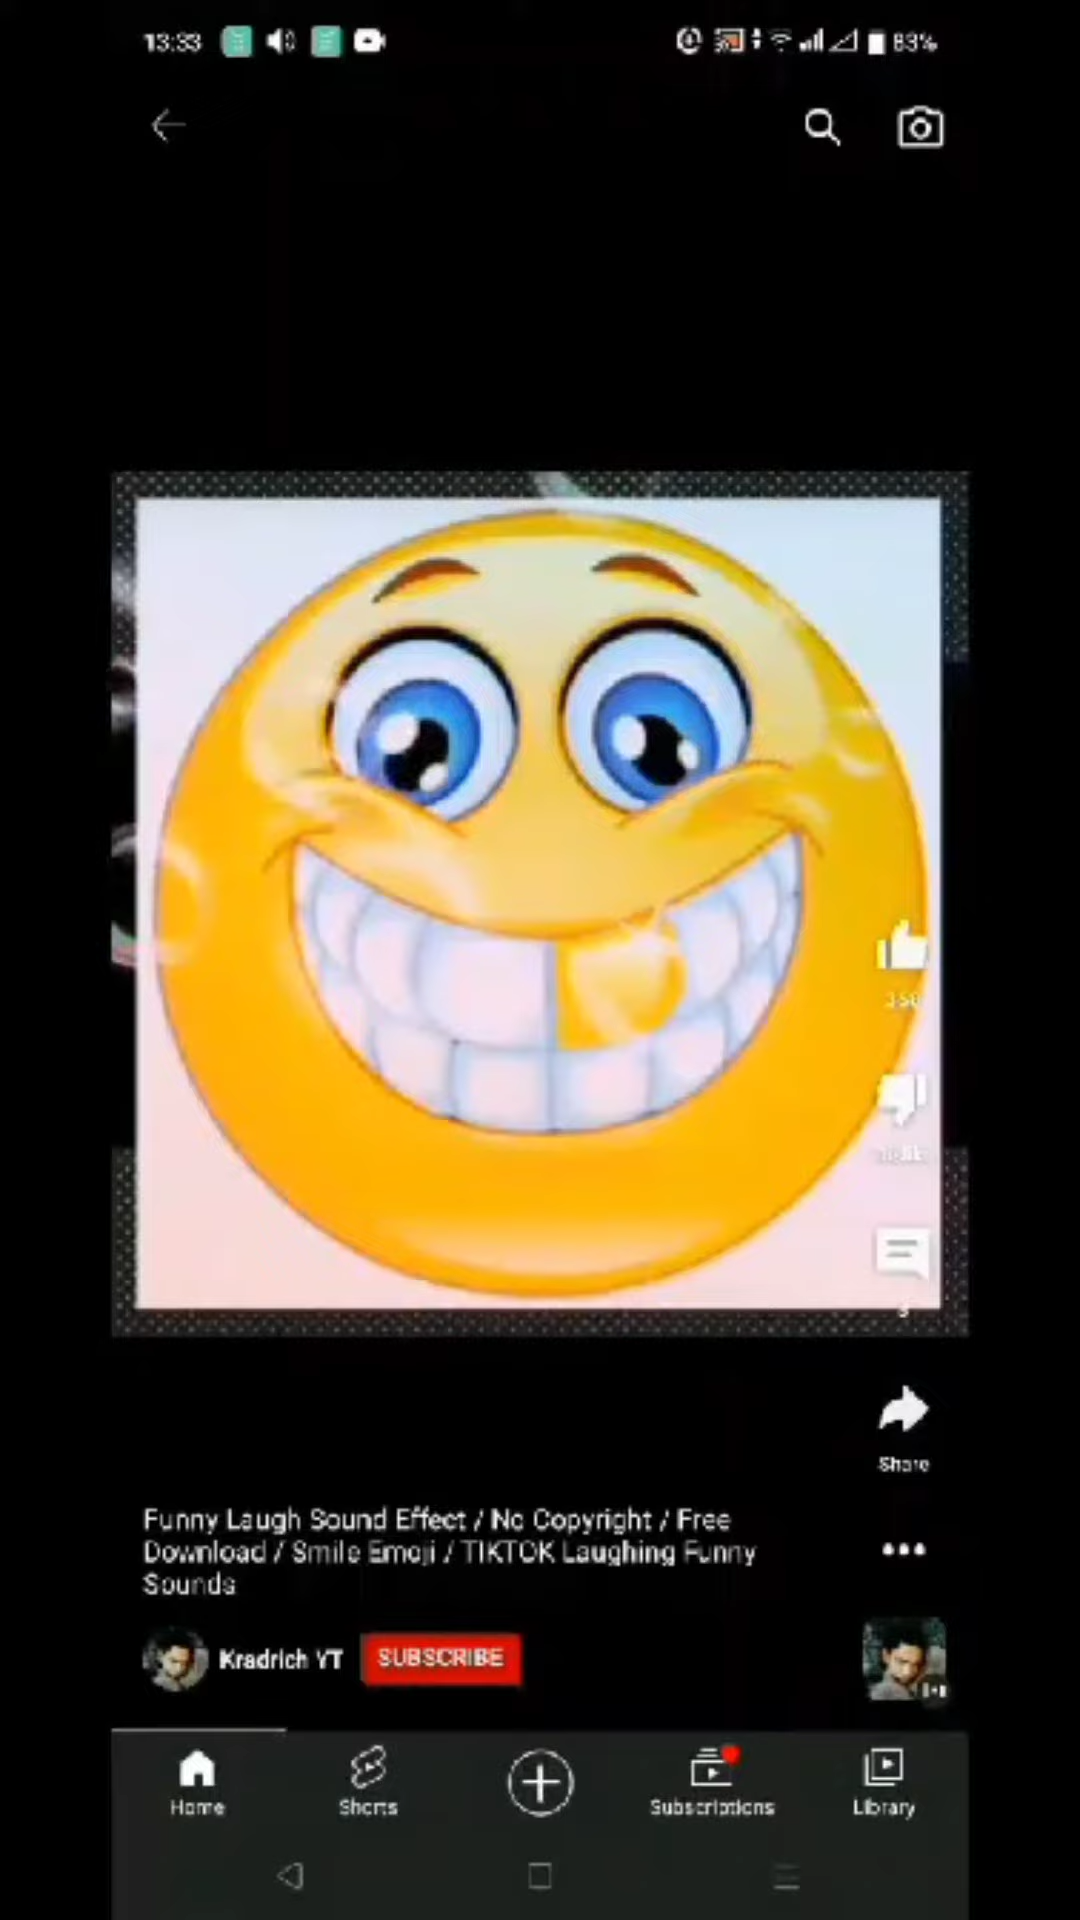 13:33
83%
Share
Funny Laugh Sound Effect / No Copyright / Free
Download / Smile Emoji / TIKTOK Laughing Funny
Sounds
Kradrich YT
SUBSCRIBE
Home
Shorts
Subscriptions
Library